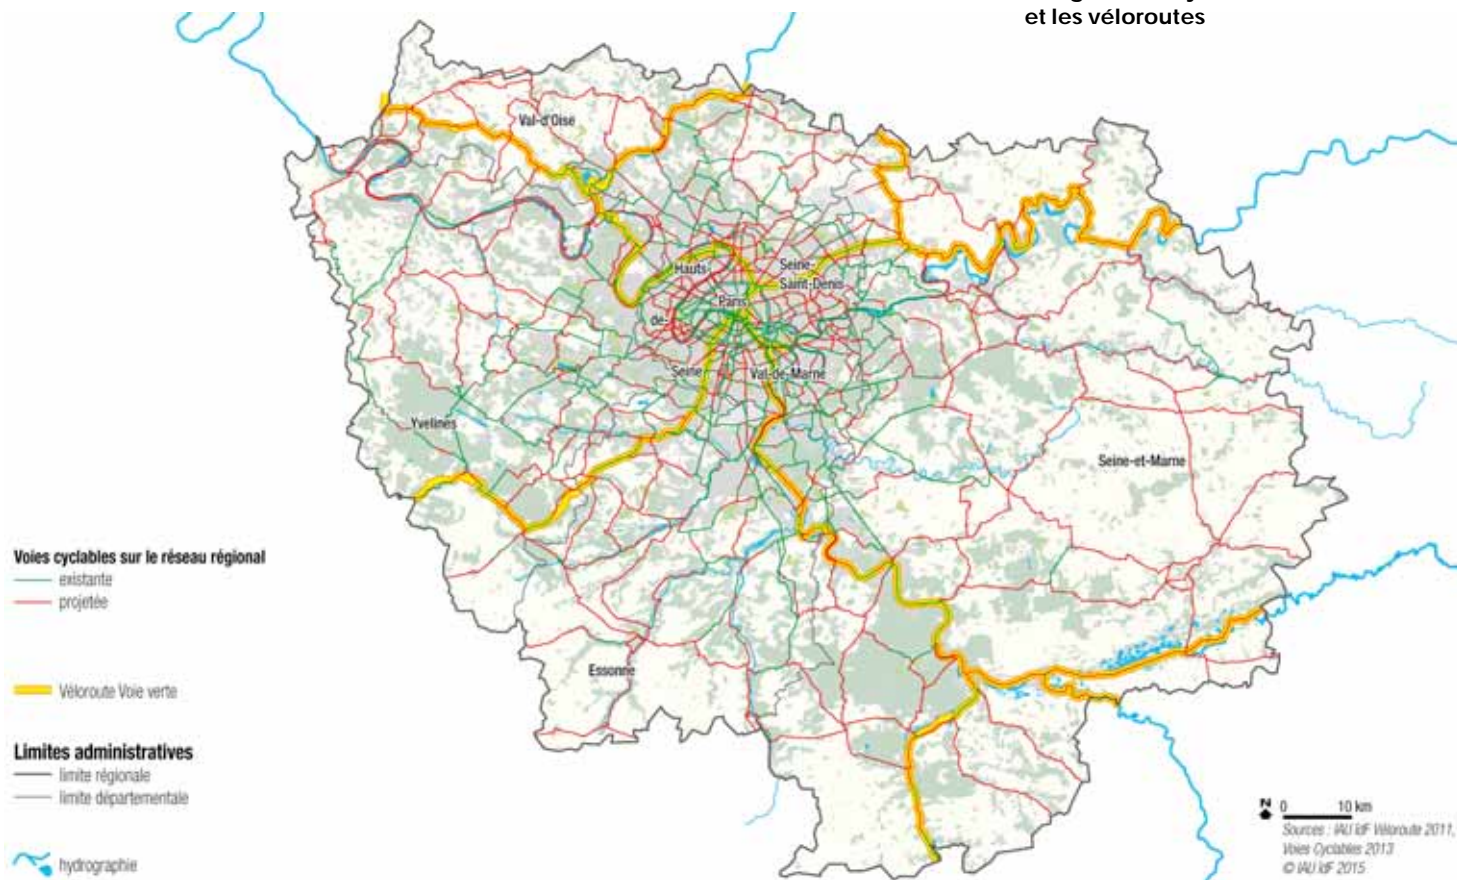 et les véloroutes
Val-d'Oise
Hauts-
Seine-
Saint-Denis
Paris
de-
Seine
Val-de-Marne
Yvelines
Seine-et-Marne
Essonne
Voies cyclables sur le réseau régional
existante
projetée
Véloroute Voie verte
Limites administratives
limite régionale
limite départementale
hydrographie
N 0 10 km
Sources : IAU îdF Véloroute 2011,
Voies Cyclables 2013
© IAU îdF 2015